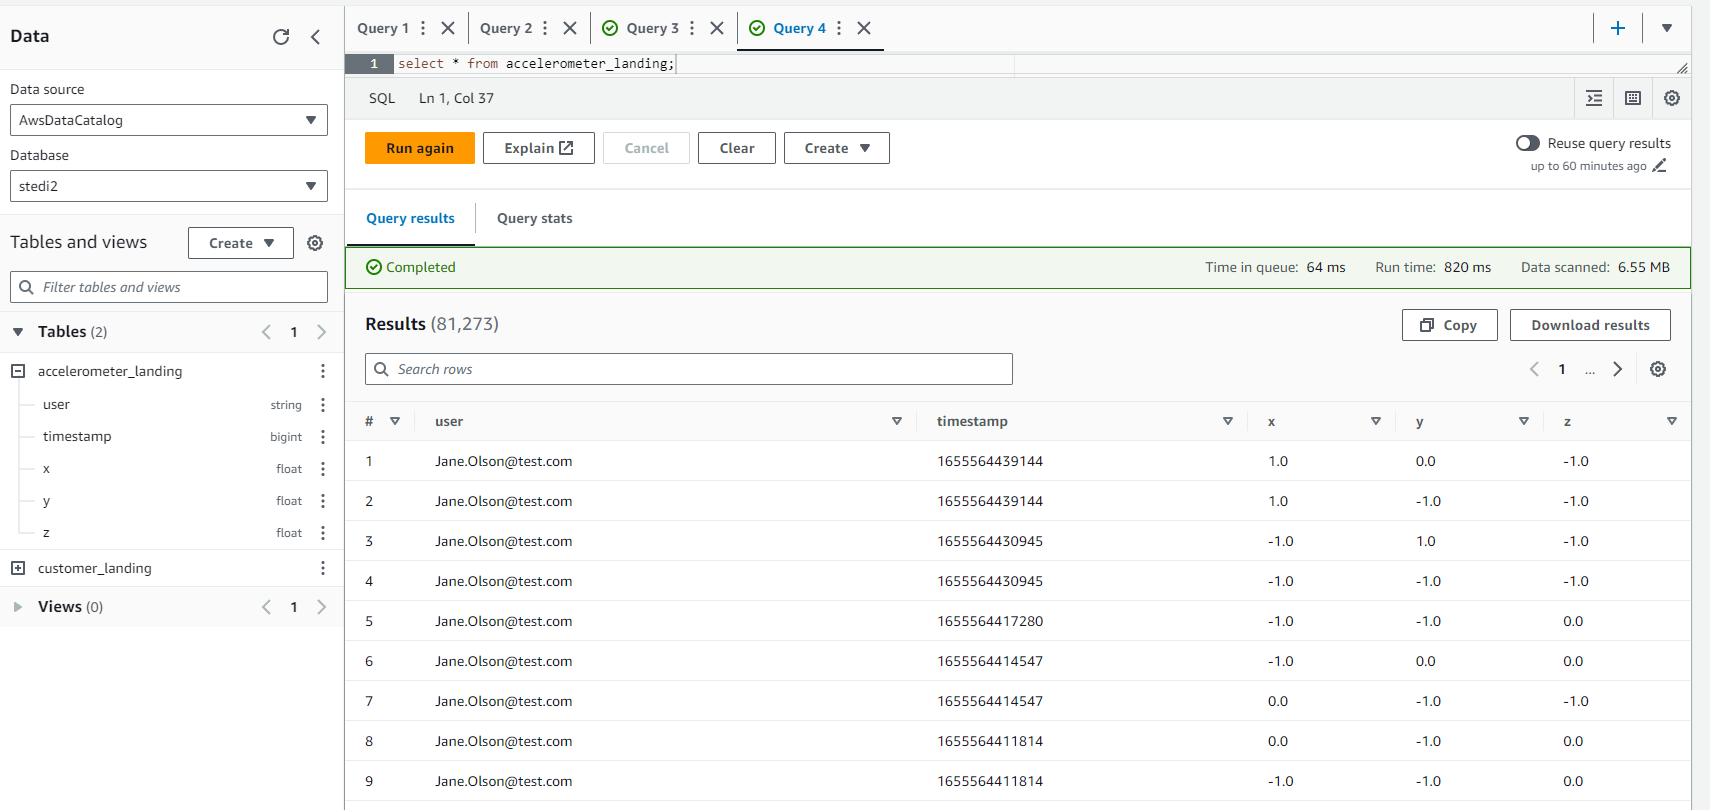 Data
Data source
AwsDataCatalog
Database
stedi2
Tables and views
Create
Filter tables and views
Tables (2)
1
accelerometer_landing
user string
timestamp bigint
x float
y float
z float
customer_landing
Views (0)
1
Query 1
Query 2
Query 3
Query 4
1 select * from accelerometer_landing;
SQL Ln 1, Col 37
Run again
Explain
Cancel
Clear
Create
Reuse query results
up to 60 minutes ago
Query results
Query stats
Completed
Time in queue: 64 ms Run time: 820 ms Data scanned: 6.55 MB
Results (81,273)
Copy
Download results
Search rows
1 ...
# user timestamp x y z
1 Jane.Olson@test.com 1655564439144 1.0 0.0 -1.0
2 Jane.Olson@test.com 1655564439144 1.0 -1.0 -1.0
3 Jane.Olson@test.com 1655564430945 -1.0 1.0 -1.0
4 Jane.Olson@test.com 1655564430945 -1.0 -1.0 -1.0
5 Jane.Olson@test.com 1655564417280 -1.0 -1.0 0.0
6 Jane.Olson@test.com 1655564414547 -1.0 0.0 0.0
7 Jane.Olson@test.com 1655564414547 0.0 -1.0 -1.0
8 Jane.Olson@test.com 1655564411814 0.0 -1.0 0.0
9 Jane.Olson@test.com 1655564411814 -1.0 -1.0 0.0